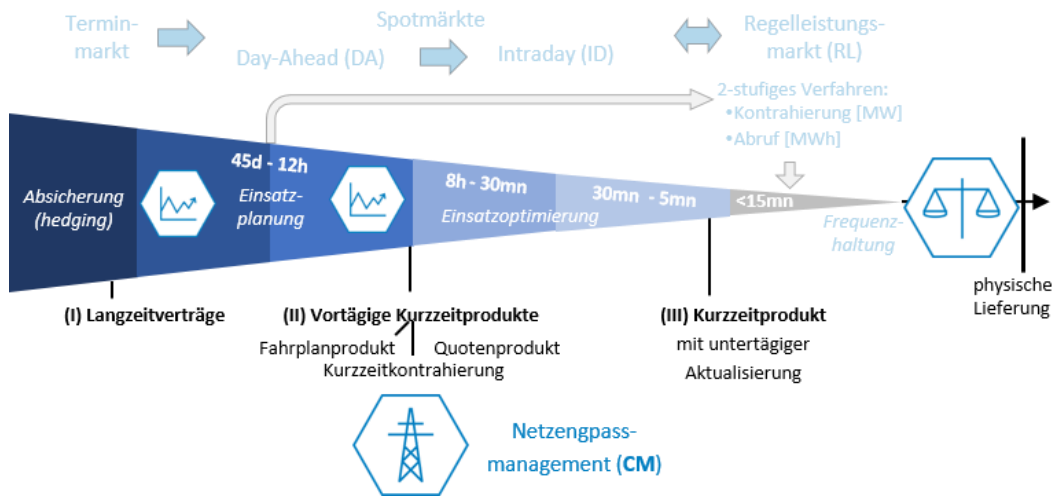 Termin-
markt
Spotmärkte
Day-Ahead (DA)
Intraday (ID)
Regelleistungs-
markt (RL)
2-stufiges Verfahren:
•Kontrahierung [MW]
•Abruf [MWh]
Absicherung
(hedging)
45d - 12h
Einsatz-
planung
8h - 30mn
Einsatzoptimierung
30mn - 5mn
<15mn
Frequenz-
haltung
physische
Lieferung
(I) Langzeitverträge
(II) Vortägige Kurzzeitprodukte
Fahrplanprodukt
Quotenprodukt
Kurzzeitkontrahierung
(III) Kurzzeitprodukt
mit untertägiger
Aktualisierung
Netzengpass-
management (CM)